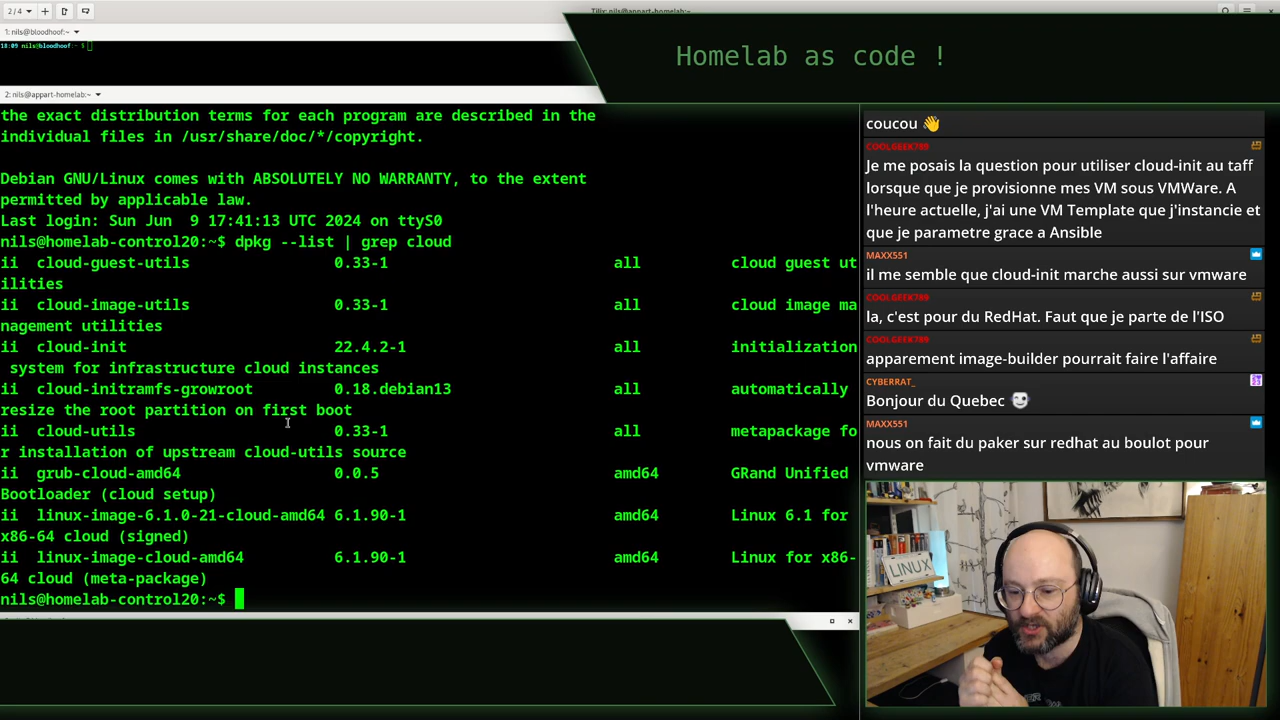 2 / 4
Tilix: nils@appart-homelab:~
1: nils@bloodhoof:~
18:09 nils@bloodhoof:~ $
Homelab as code !
2: nils@appart-homelab:~
the exact distribution terms for each program are described in the
individual files in /usr/share/doc/*/copyright.
Debian GNU/Linux comes with ABSOLUTELY NO WARRANTY, to the extent
permitted by applicable law.
Last login: Sun Jun  9 17:41:13 UTC 2024 on ttyS0
nils@homelab-control20:~$ dpkg --list | grep cloud
ii  cloud-guest-utils 0.33-1 all cloud guest ut
ilities
ii  cloud-image-utils 0.33-1 all cloud image ma
nagement utilities
ii  cloud-init 22.4.2-1 all initialization
system for infrastructure cloud instances
ii  cloud-initramfs-growroot 0.18.debian13 all automatically
resize the root partition on first boot
ii  cloud-utils 0.33-1 all metapackage fo
r installation of upstream cloud-utils source
ii  grub-cloud-amd64 0.0.5 amd64 GRand Unified
Bootloader (cloud setup)
ii  linux-image-6.1.0-21-cloud-amd64 6.1.90-1 amd64 Linux 6.1 for
x86-64 cloud (signed)
ii  linux-image-cloud-amd64 6.1.90-1 amd64 Linux for x86-
64 cloud (meta-package)
nils@homelab-control20:~$
coucou 👋
COOLGEEK789
Je me posais la question pour utiliser cloud-init au taff
lorsque que je provisionne mes VM sous VMWare. A
l'heure actuelle, j'ai une VM Template que j'instancie et
que je parametre grace a Ansible
MAXX551
il me semble que cloud-init marche aussi sur vmware
COOLGEEK789
la, c'est pour du RedHat. Faut que je parte de l'ISO
COOLGEEK789
apparement image-builder pourrait faire l'affaire
CYBERRAT_
Bonjour du Quebec
MAXX551
nous on fait du paker sur redhat au boulot pour
vmware
LINUX